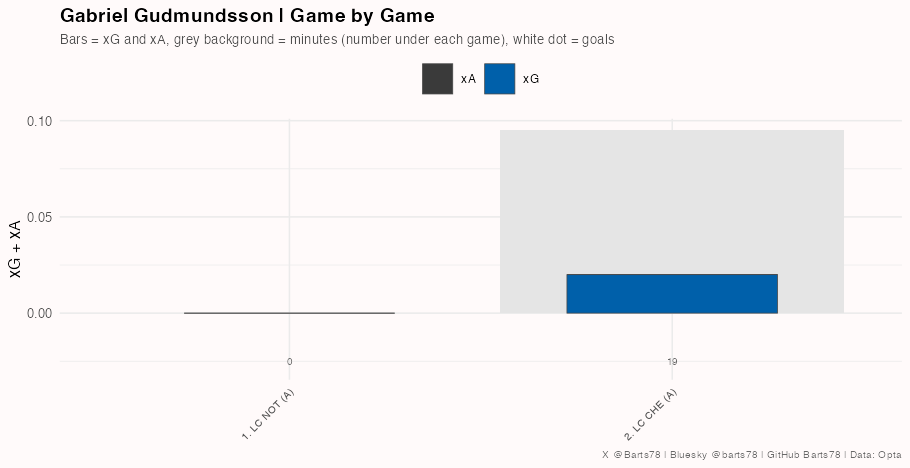 Gabriel Gudmundsson | Game by Game
Bars = xG and xA, grey background = minutes (number under each game), white dot = goals
xA xG
xG + xA
0.10
0.05
0.00
0 19
1. LC NOT (A) 2. LC CHE (A)
X @Barts78 | Bluesky @barts78 | GitHub Barts78 | Data: Opta